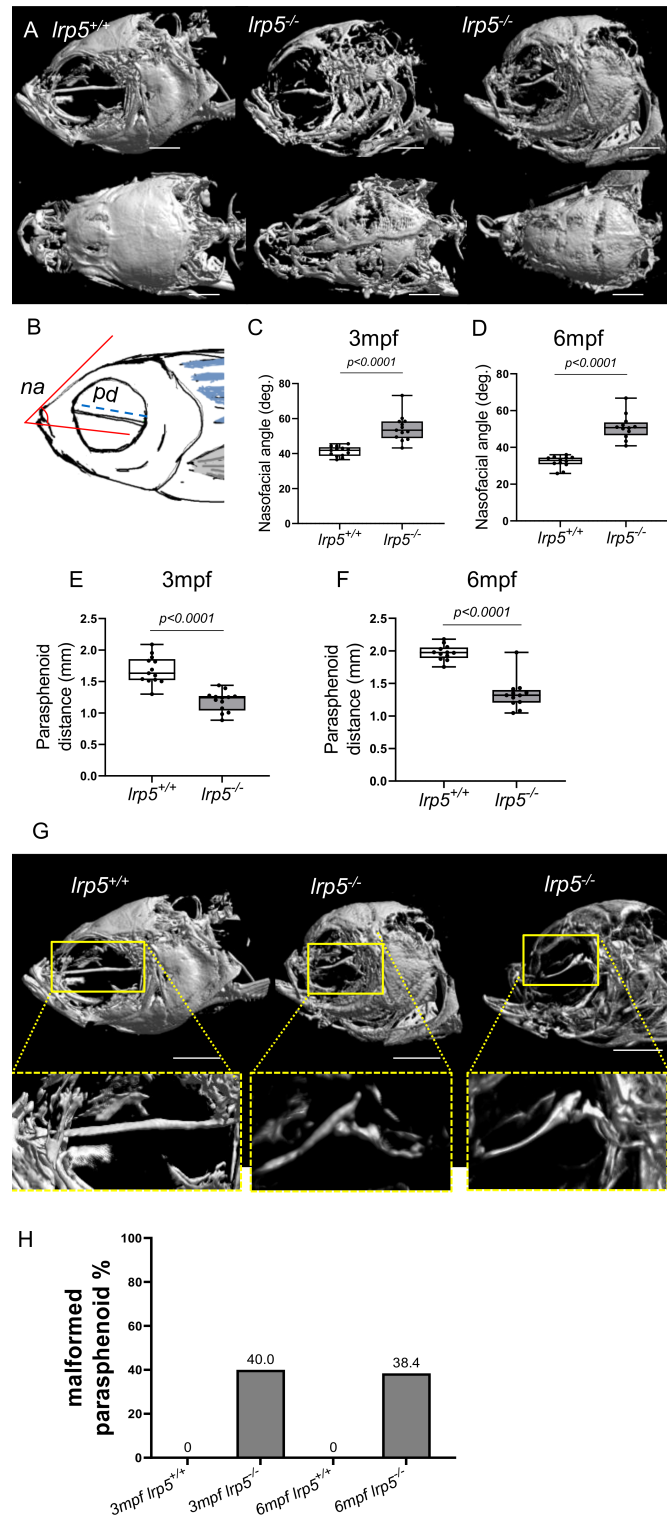 A
lrp5+/+
lrp5-/-
lrp5-/-
B
na
pd
C
3mpf
p<0.0001
Nasofacial angle (deg.)
80
60
40
20
0
lrp5+/+
lrp5-/-
D
6mpf
p<0.0001
Nasofacial angle (deg.)
80
60
40
20
0
lrp5+/+
lrp5-/-
E
3mpf
p<0.0001
Parasphenoid
distance (mm)
2.5
2.0
1.5
1.0
0.5
0.0
lrp5+/+
lrp5-/-
F
6mpf
p<0.0001
Parasphenoid
distance (mm)
2.5
2.0
1.5
1.0
0.5
0.0
lrp5+/+
lrp5-/-
G
lrp5+/+
lrp5-/-
lrp5-/-
H
malformed
parasphenoid %
100
80
60
40
20
0
0
40.0
0
38.4
3mpf lrp5+/+
3mpf lrp5-/-
6mpf lrp5+/+
6mpf lrp5-/-